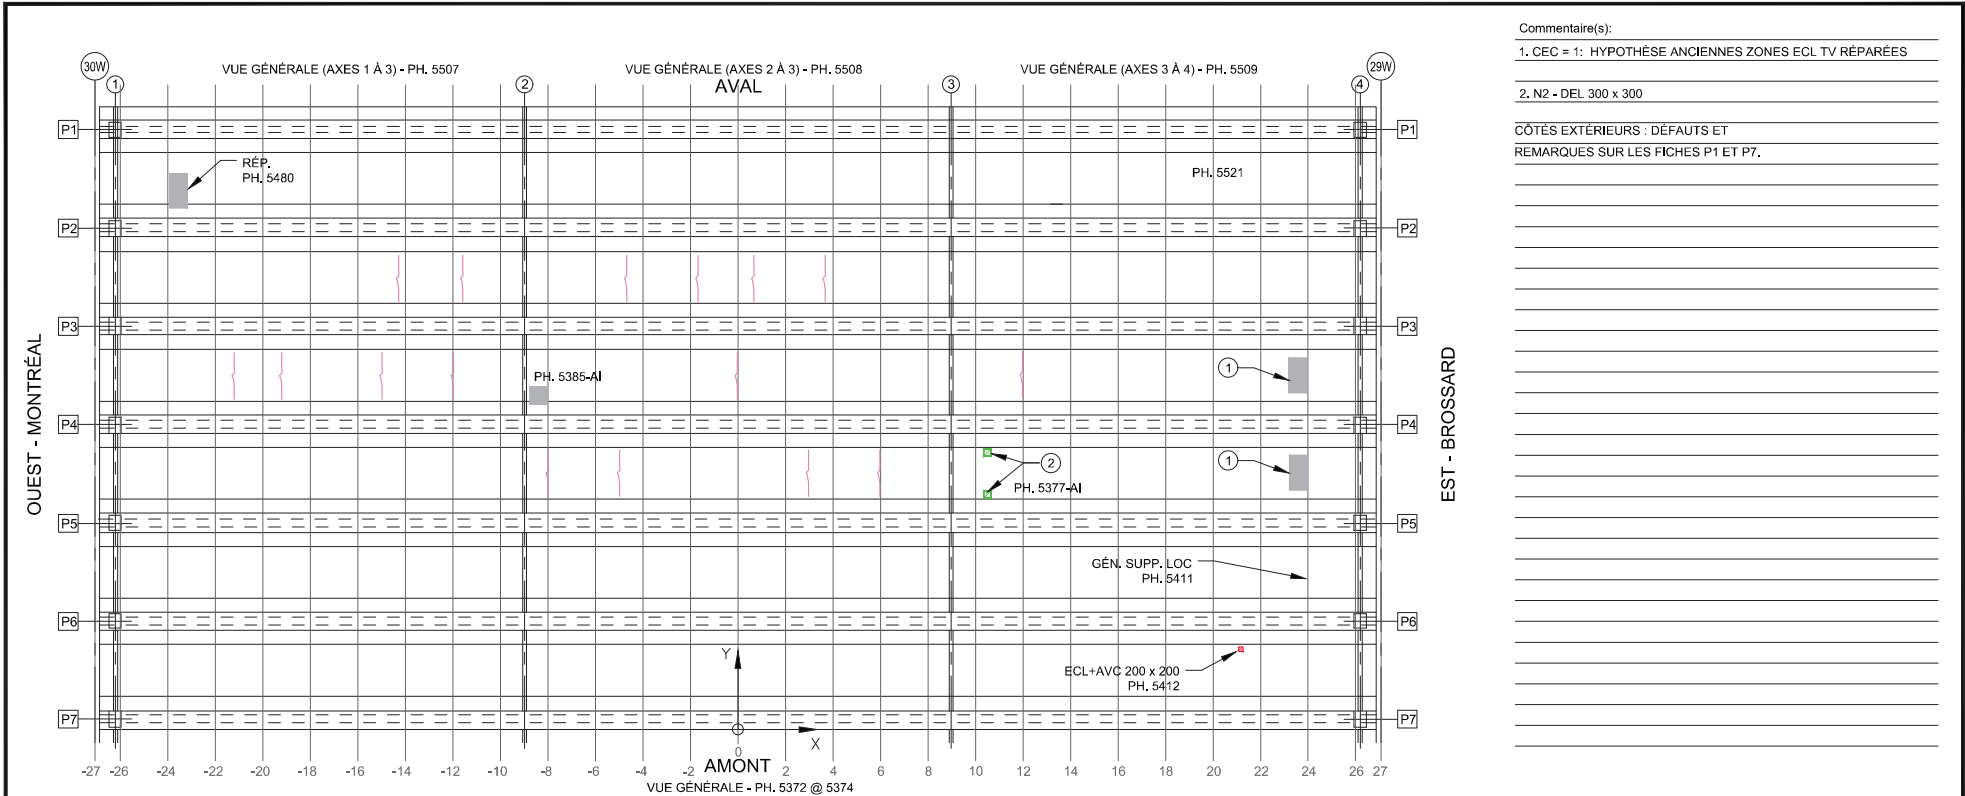 Commentaire(s):
1. CEC = 1: HYPOTHÈSE ANCIENNES ZONES ECL TV RÉPARÉES
2. N2 - DEL 300 x 300
CÔTÉS EXTÉRIEURS : DÉFAUTS ET
REMARQUES SUR LES FICHES P1 ET P7.
30W
VUE GÉNÉRALE (AXES 1 À 3) - PH. 5507
VUE GÉNÉRALE (AXES 2 À 3) - PH. 5508
VUE GÉNÉRALE (AXES 3 À 4) - PH. 5509
29W
1
2
AVAL
3
4
P1
P1
RÉP.
PH. 5480
PH. 5521
P2
P2
P3
P3
OUEST - MONTRÉAL
EST - BROSSARD
PH. 5385-AI
1
P4
P4
2
1
PH. 5377-AI
P5
P5
GÉN. SUPP. LOC
PH. 5411
P6
P6
Y
ECL+AVC 200 x 200
PH. 5412
P7
P7
X
0
-27 -26 -24 -22 -20 -18 -16 -14 -12 -10 -8 -6 -4 -2 2 4 6 8 10 12 14 16 18 20 22 24 26 27
AMONT
VUE GÉNÉRALE - PH. 5372 @ 5374